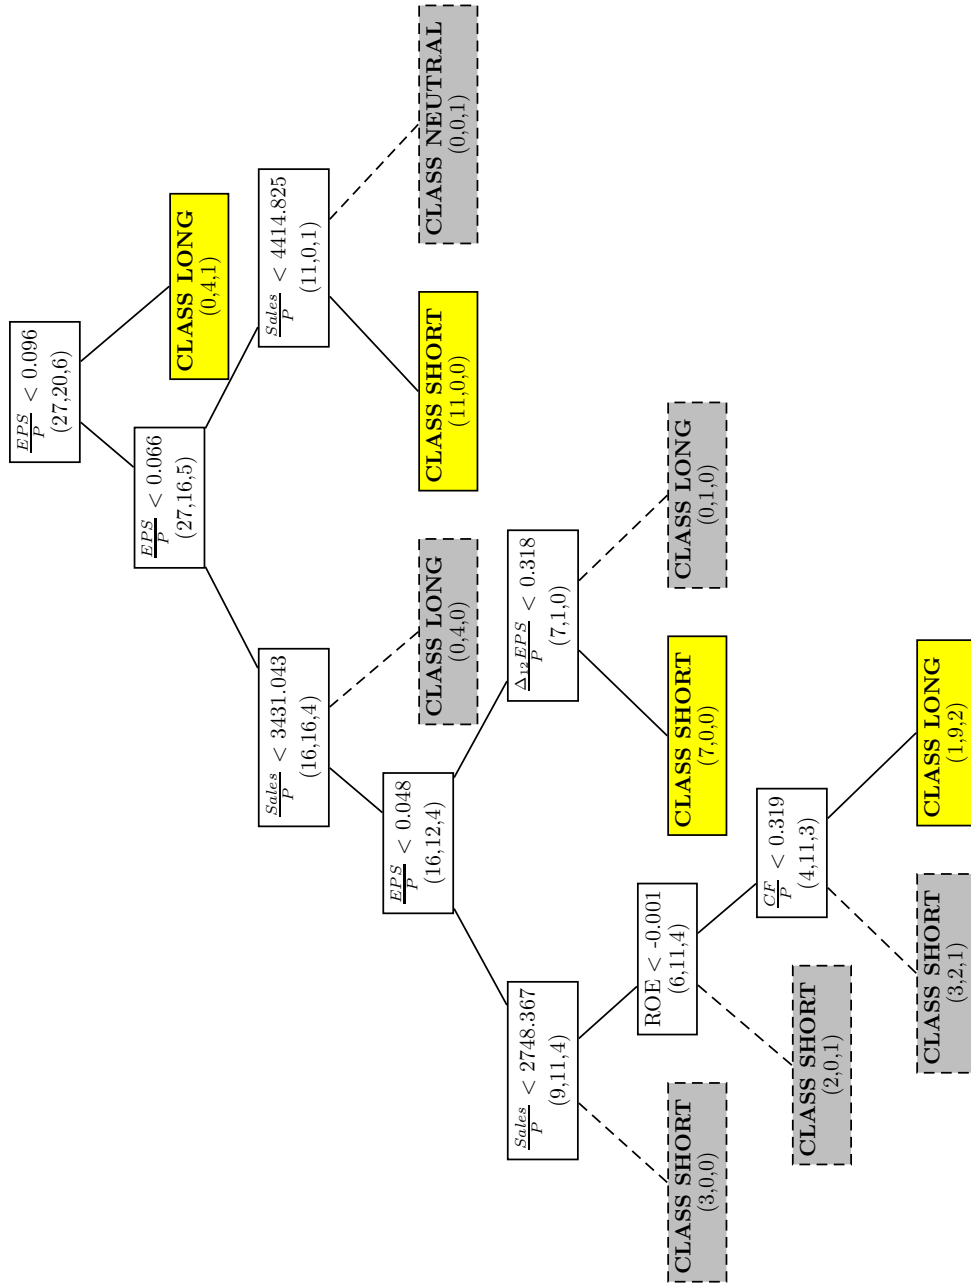 EPS/P < 0.096
(27,20,6)
EPS/P < 0.066
(27,16,5)
CLASS LONG
(0,4,1)
Sales/P < 3431.043
(16,16,4)
Sales/P < 4414.825
(11,0,1)
EPS/P < 0.048
(16,12,4)
CLASS LONG
(0,4,0)
CLASS SHORT
(11,0,0)
CLASS NEUTRAL
(0,0,1)
Sales/P < 2748.367
(9,11,4)
Δ12EPS/P < 0.318
(7,1,0)
CLASS SHORT
(3,0,0)
ROE < -0.001
(6,11,4)
CLASS SHORT
(7,0,0)
CLASS LONG
(0,1,0)
CLASS SHORT
(2,0,1)
CF/P < 0.319
(4,11,3)
CLASS SHORT
(3,2,1)
CLASS LONG
(1,9,2)